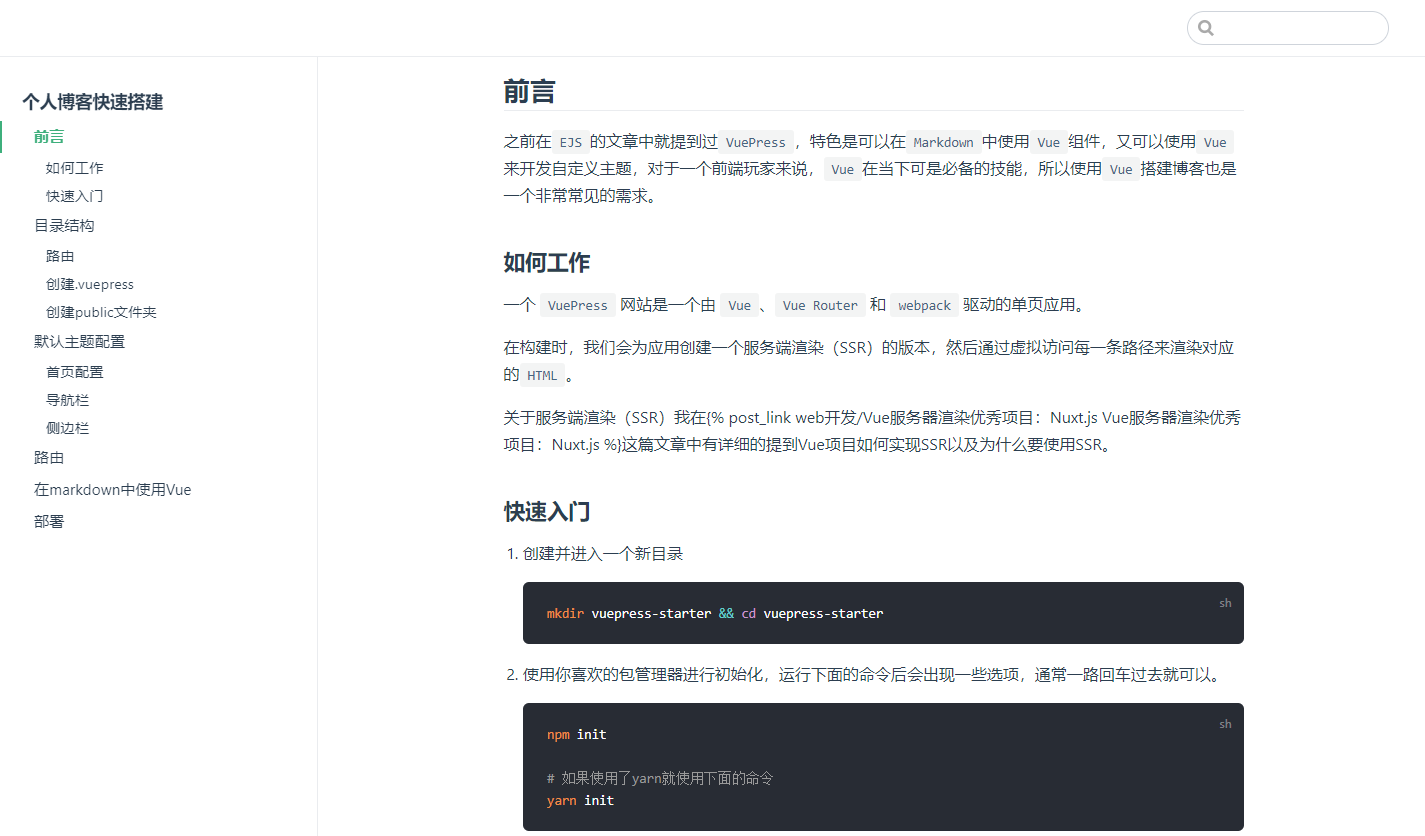 个人博客快速搭建
前言
如何工作
快速入门
目录结构
路由
创建.vuepress
创建public文件夹
默认主题配置
首页配置
导航栏
侧边栏
路由
在markdown中使用Vue
部署
前言
之前在 EJS 的文章中就提到过 VuePress ，特色是可以在 Markdown 中使用 Vue 组件，又可以使用 Vue
来开发自定义主题，对于一个前端玩家来说， Vue 在当下可是必备的技能，所以使用 Vue 搭建博客也是
一个非常常见的需求。
如何工作
一个 VuePress 网站是一个由 Vue 、 Vue Router 和 webpack 驱动的单页应用。
在构建时，我们会为应用创建一个服务端渲染（SSR）的版本，然后通过虚拟访问每一条路径来渲染对应
的 HTML 。
关于服务端渲染（SSR）我在{% post_link web开发/Vue服务器渲染优秀项目：Nuxt.js Vue服务器渲染优秀
项目：Nuxt.js %}这篇文章中有详细的提到Vue项目如何实现SSR以及为什么要使用SSR。
快速入门
1. 创建并进入一个新目录
sh
mkdir vuepress-starter && cd vuepress-starter
2. 使用你喜欢的包管理器进行初始化，运行下面的命令后会出现一些选项，通常一路回车过去就可以。
sh
npm init
# 如果使用了yarn就使用下面的命令
yarn init